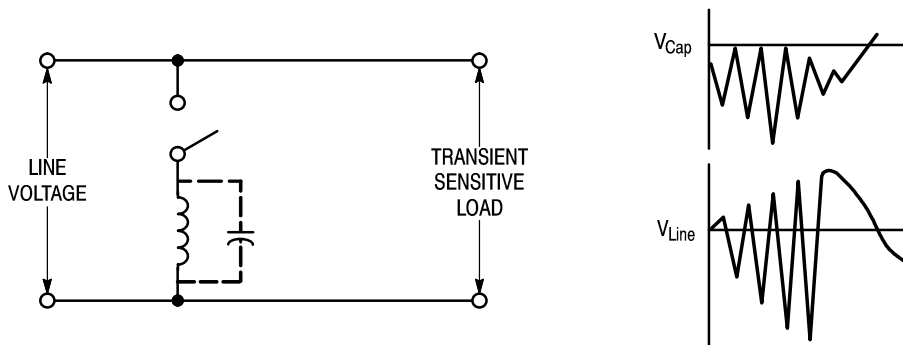 LINE
VOLTAGE
TRANSIENT
SENSITIVE
LOAD
VCap
VLine